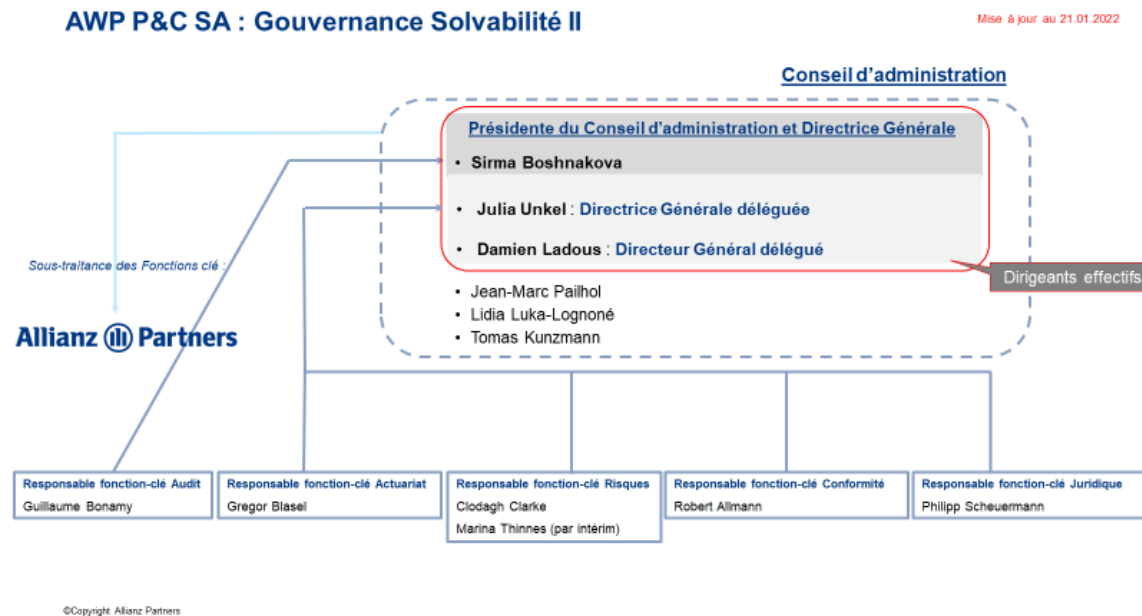 AWP P&C SA : Gouvernance Solvabilité II
Mise à jour au 21.01.2022
Conseil d'administration
Présidente du Conseil d'administration et Directrice Générale
• Sirma Boshnakova
• Julia Unkel : Directrice Générale déléguée
• Damien Ladous : Directeur Général délégué
Dirigeants effectifs
• Jean-Marc Pailhol
• Lidia Luka-Lognoné
• Tomas Kunzmann
Sous-traitance des Fonctions clé :
Allianz Partners
Responsable fonction-clé Audit
Guillaume Bonamy
Responsable fonction-clé Actuariat
Gregor Blasel
Responsable fonction-clé Risques
Clodagh Clarke
Marina Thinnes (par intérim)
Responsable fonction-clé Conformité
Robert Allmann
Responsable fonction-clé Juridique
Philipp Scheuermann
©Copyright Allianz Partners